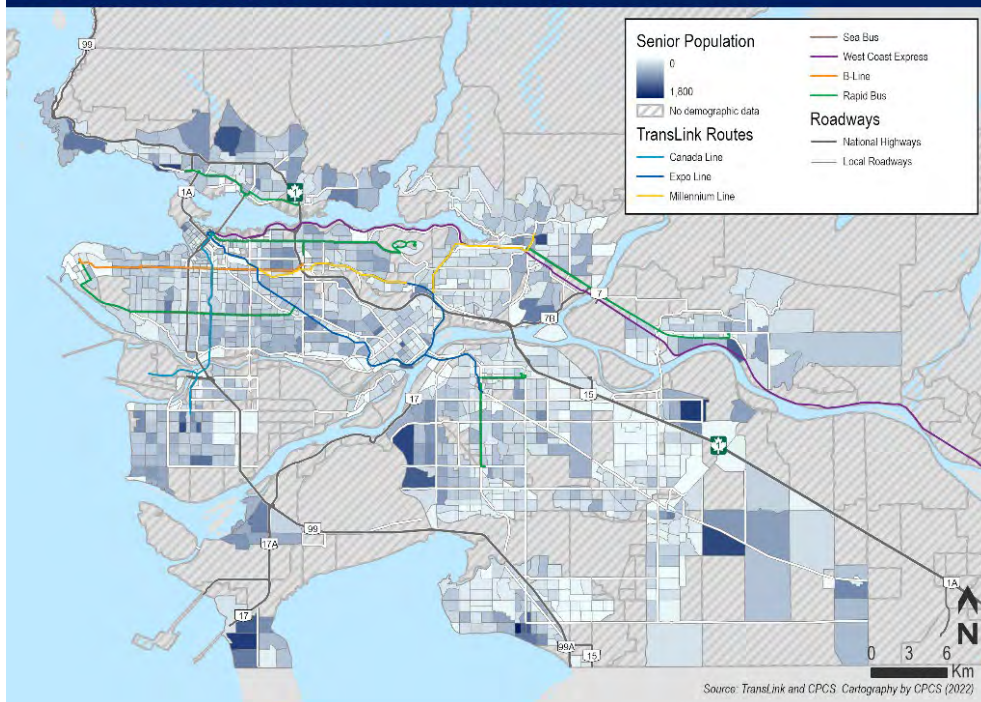 Senior Population
0
1,800
No demographic data
TransLink Routes
Canada Line
Expo Line
Millennium Line
Sea Bus
West Coast Express
B-Line
Rapid Bus
Roadways
National Highways
Local Roadways
99
1A
1
7
7B
17
15
1
99
17A
17
1A
99A
15
N
0 3 6
Km
Source: TransLink and CPCS. Cartography by CPCS (2022)